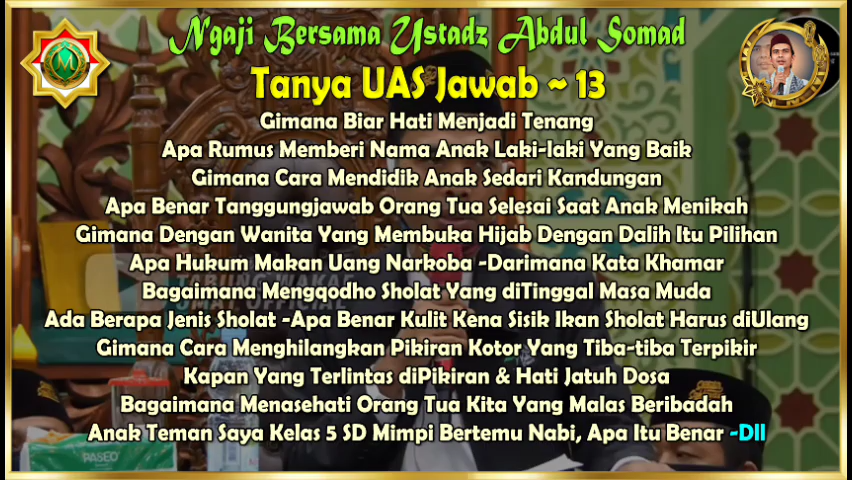 Ngaji Bersama Ustadz Abdul Somad
Tanya UAS Jawab ~ 13
Gimana Biar Hati Menjadi Tenang
Apa Rumus Memberi Nama Anak Laki-laki Yang Baik
Gimana Cara Mendidik Anak Sedari Kandungan
Apa Benar Tanggungjawab Orang Tua Selesai Saat Anak Menikah
Gimana Dengan Wanita Yang Membuka Hijab Dengan Dalih Itu Pilihan
Apa Hukum Makan Uang Narkoba -Darimana Kata Khamar
Bagaimana Mengqodho Sholat Yang diTinggal Masa Muda
Ada Berapa Jenis Sholat -Apa Benar Kulit Kena Sisik Ikan Sholat Harus diUlang
Gimana Cara Menghilangkan Pikiran Kotor Yang Tiba-tiba Terpikir
Kapan Yang Terlintas diPikiran & Hati Jatuh Dosa
Bagaimana Menasehati Orang Tua Kita Yang Malas Beribadah
Anak Teman Saya Kelas 5 SD Mimpi Bertemu Nabi, Apa Itu Benar -Dll
PASEO